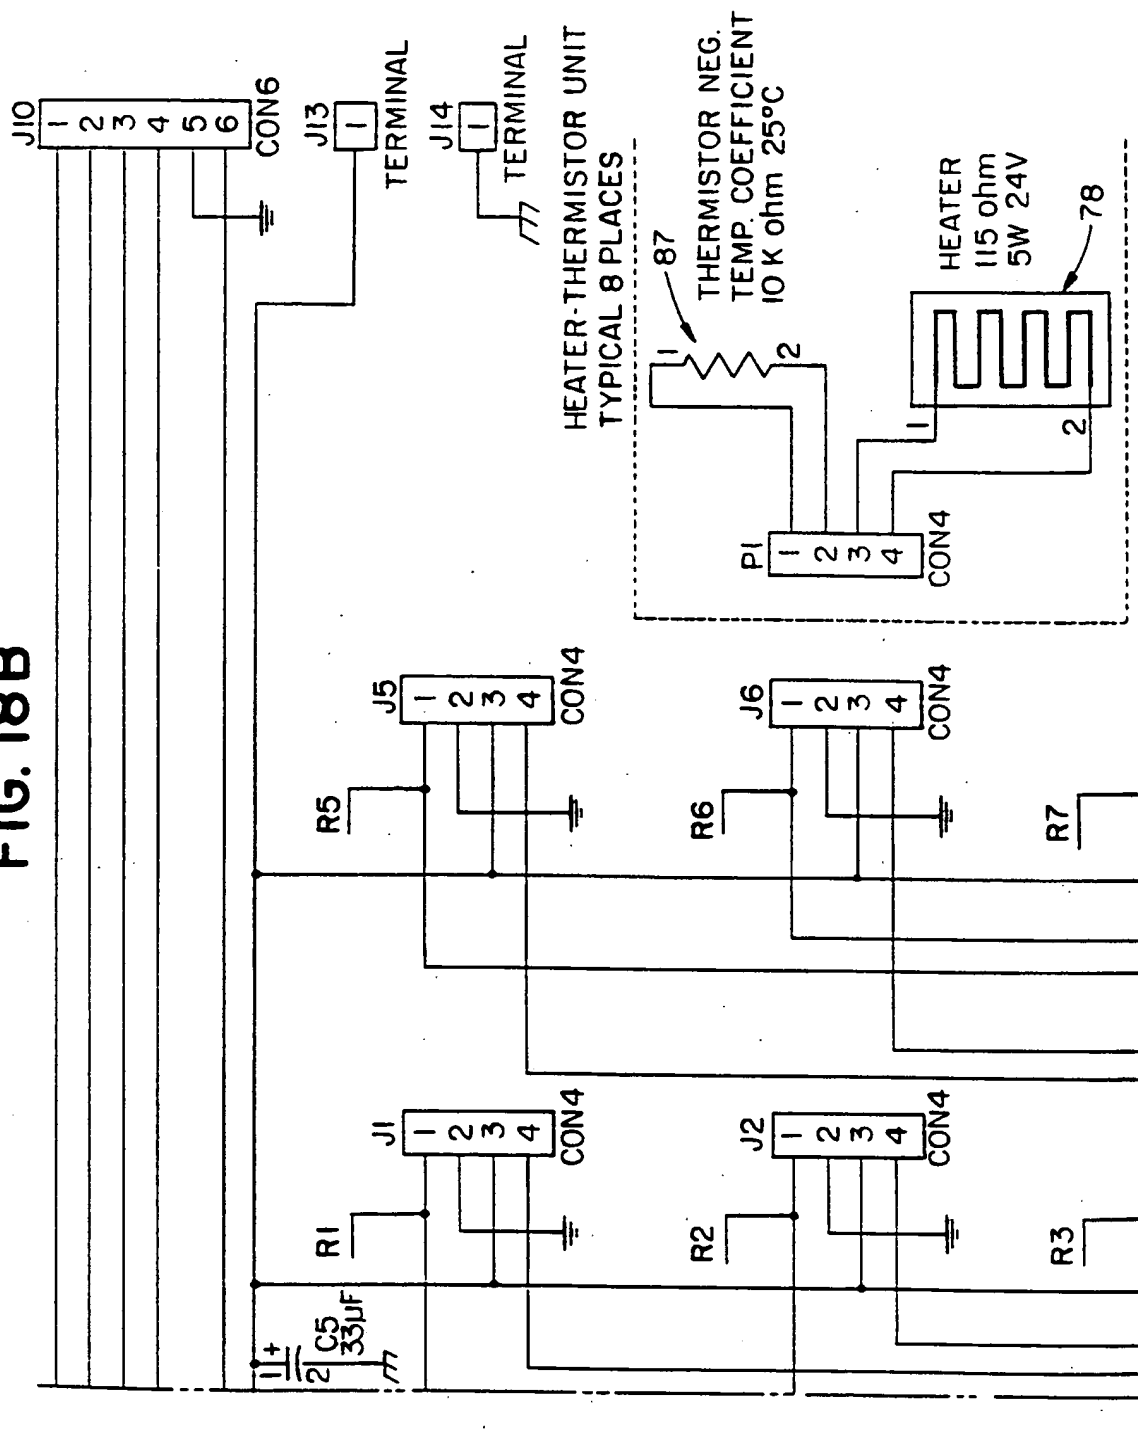 FIG. 18B
J10
1
2
3
4
5
6
CON6
J13
1
TERMINAL
J14
1
TERMINAL
C5
33µF
1
+
2
R1
J1
1
2
3
4
CON4
R5
J5
1
2
3
4
CON4
HEATER-THERMISTOR UNIT
TYPICAL 8 PLACES
87
THERMISTOR NEG.
TEMP. COEFFICIENT
10 K ohm 25°C
1
2
P1
1
2
3
4
CON4
HEATER
115 ohm
5W 24V
78
1
2
R2
J2
1
2
3
4
CON4
R6
J6
1
2
3
4
CON4
R3
R7